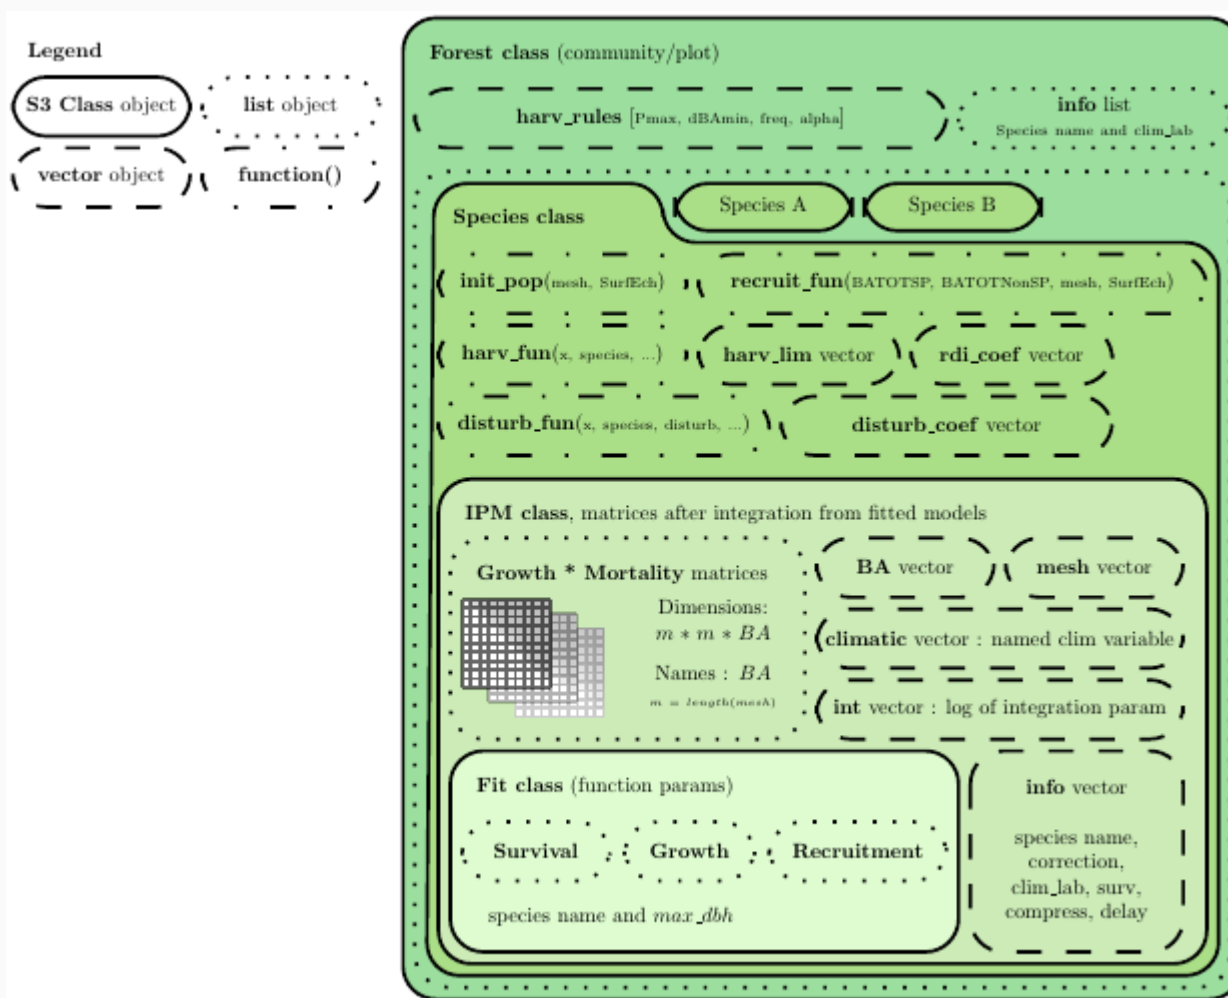 Legend
S3 Class object
list object
vector object
function()
Forest class (community/plot)
harv_rules [Pmax, dBAmin, freq, alpha]
info list
Species name and clim_lab
Species class
Species A
Species B
init_pop(mesh, SurfEch)
recruit_fun(BATOTSP, BATOTNonSP, mesh, SurfEch)
harv_fun(x, species, ...)
harv_lim vector
rdi_coef vector
disturb_fun(x, species, disturb, ...)
disturb_coef vector
IPM class, matrices after integration from fitted models
Growth * Mortality matrices
Dimensions:
m * m * BA
Names : BA
m = length(mesh)
BA vector
mesh vector
climatic vector : named clim variable
int vector : log of integration param
Fit class (function params)
Survival
Growth
Recruitment
species name and max_dbh
info vector
species name,
correction,
clim_lab, surv,
compress, delay